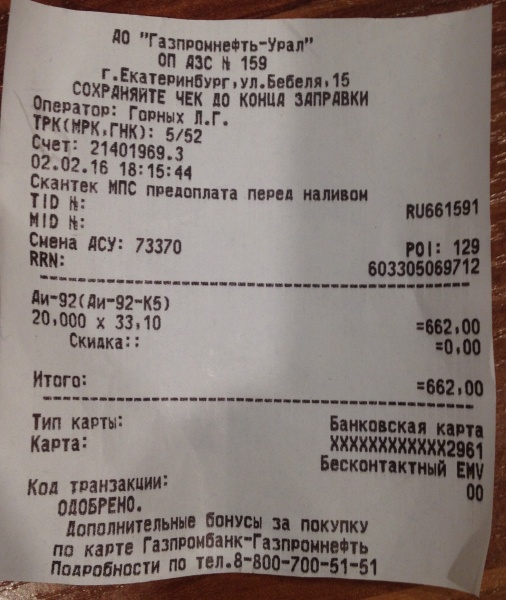 АО "Газпромнефть-Урал"
ОП АЗС № 159
г.Екатеринбург,ул.Бебеля,15
СОХРАНЯЙТЕ ЧЕК ДО КОНЦА ЗАПРАВКИ
Оператор: Горных Л.Г.
ТРК(МРК,ГНК): 5/52
Счет: 21401969.3
02.02.16 18:15:44
Скантек МПС предоплата перед наливом
TID №: RU661591
MID №:
Смена АСУ: 73370 POI: 129
RRN: 603305069712
Аи-92(Аи-92-К5)
20,000 x 33,10 =662,00
Скидка:: =0,00
Итого: =662,00
Тип карты: Банковская карта
Карта: XXXXXXXXXXXX2961
Бесконтактный EMV
Код транзакции: 00
ОДОБРЕНО.
Дополнительные бонусы за покупку
по карте Газпромбанк-Газпромнефть
Подробности по тел.8-800-700-51-51